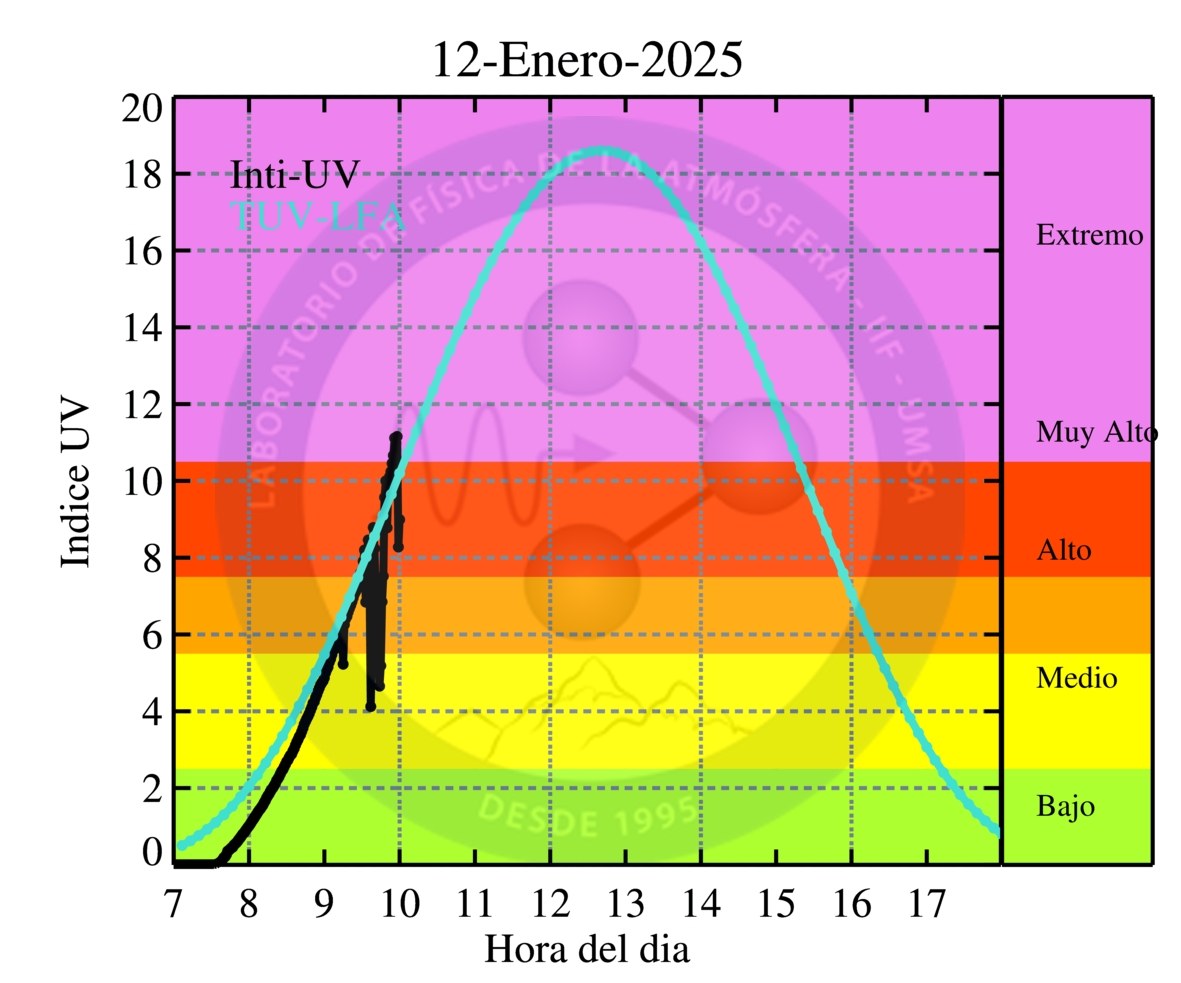 12-Enero-2025
20
18
16
14
12
10
8
6
4
2
0
Indice UV
Inti-UV
TUV-LFA
LABORATORIO DE FÍSICA DE LA ATMÓSFERA - IIF - UMSA
DESDE 1995
Extremo
Muy Alto
Alto
Medio
Bajo
7 8 9 10 11 12 13 14 15 16 17
Hora del dia